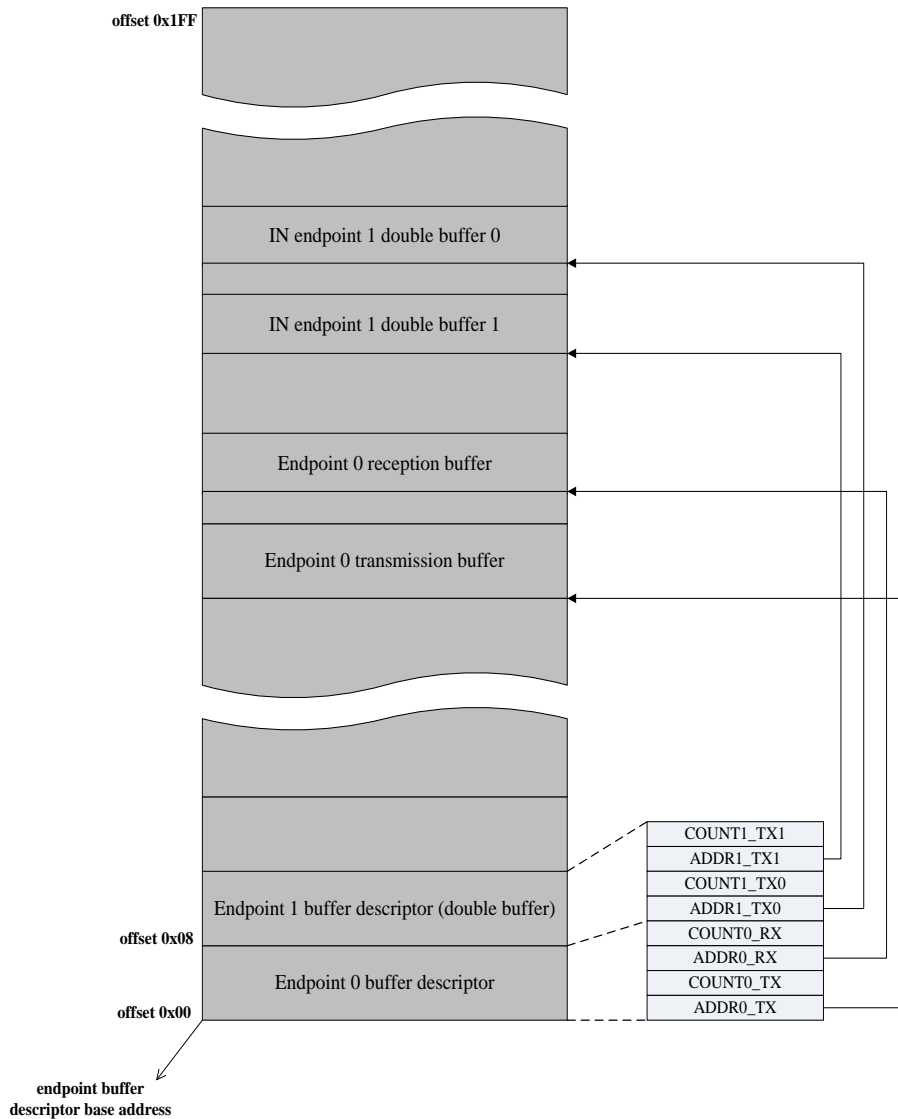 offset 0x1FF
IN endpoint 1 double buffer 0
IN endpoint 1 double buffer 1
Endpoint 0 reception buffer
Endpoint 0 transmission buffer
COUNT1_TX1
ADDR1_TX1
COUNT1_TX0
Endpoint 1 buffer descriptor (double buffer)
ADDR1_TX0
COUNT0_RX
offset 0x08
ADDR0_RX
Endpoint 0 buffer descriptor
COUNT0_TX
ADDR0_TX
offset 0x00
endpoint buffer
descriptor base address